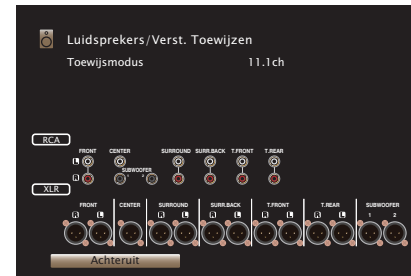 Luidsprekers/Verst. Toewijzen
Toewijsmodus 11.1ch
RCA
FRONT CENTER SURROUND SURR.BACK T.FRONT T.REAR
L
SUBWOOFER
1 2
R
XLR
FRONT CENTER SURROUND SURR.BACK T.FRONT T.REAR SUBWOOFER
R L R L R L R L R L 1 2
Achteruit